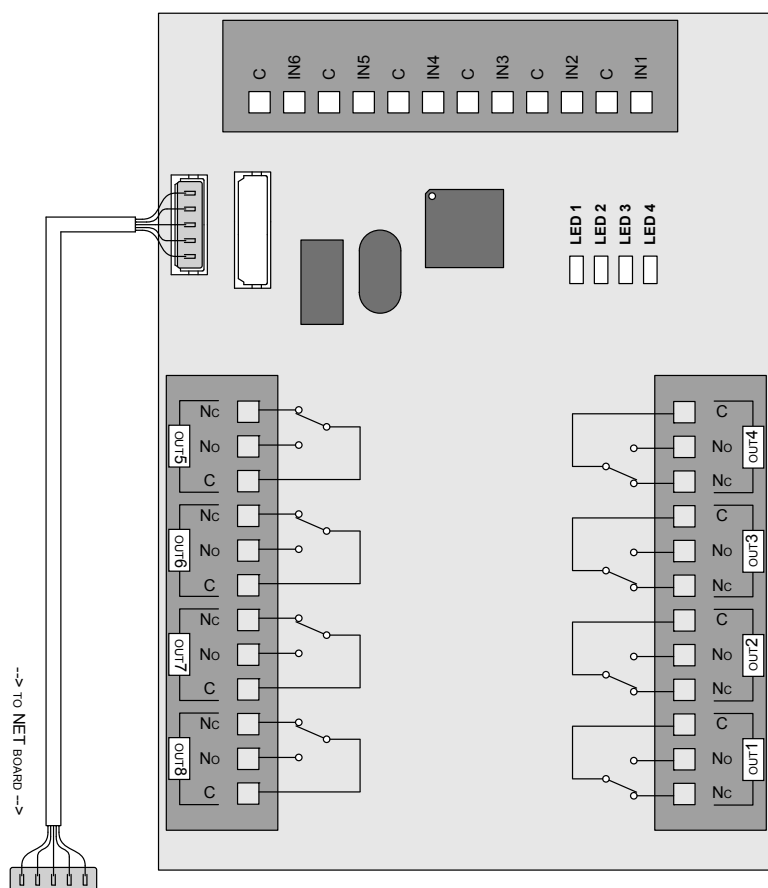 C IN6 C IN5 C IN4 C IN3 C IN2 C IN1
LED 1
LED 2
LED 3
LED 4
NC
NO
C
OUT5
NC
NO
C
OUT6
NC
NO
C
OUT7
NC
NO
C
OUT8
C
NO
NC
OUT4
C
NO
NC
OUT3
C
NO
NC
OUT2
C
NO
NC
OUT1
--> TO NET BOARD -->